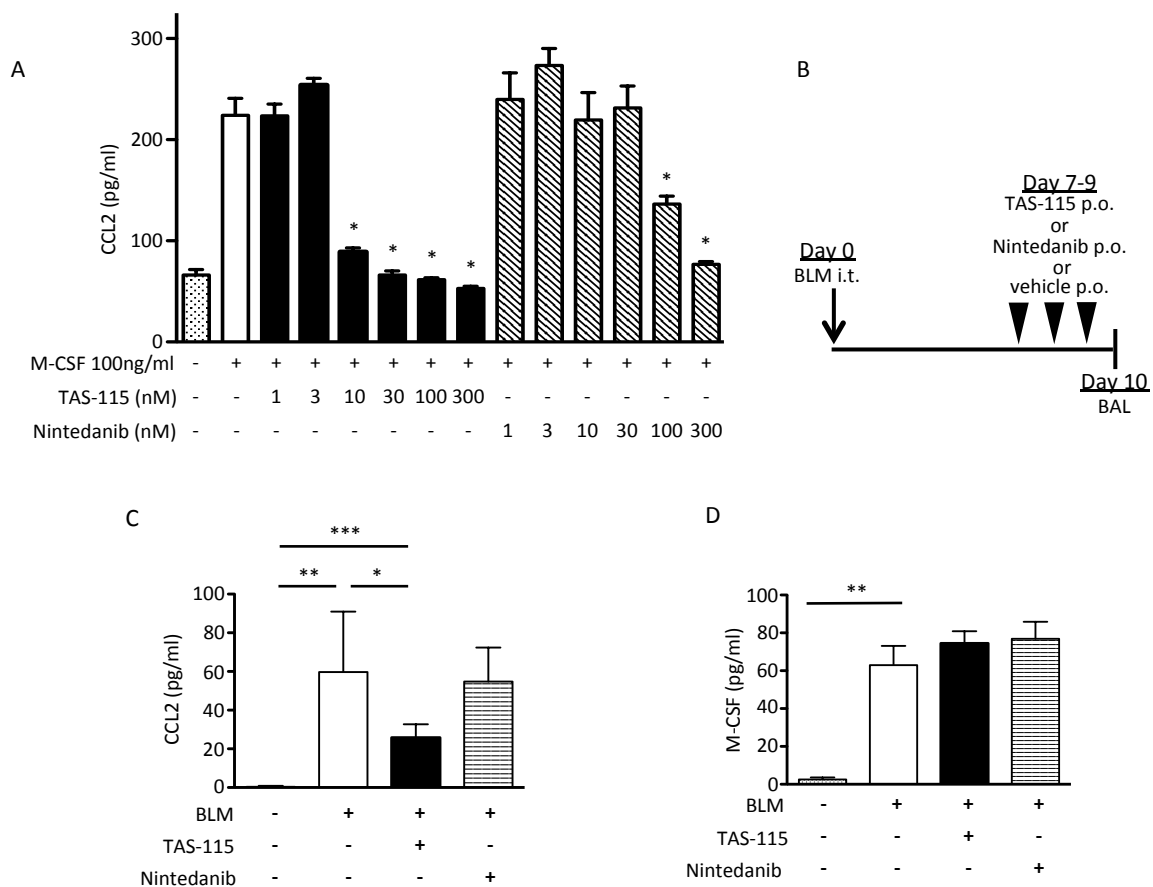 A
CCL2 (pg/ml)
300
200
100
0
* * * * * *
M-CSF 100ng/ml - + + + + + + + + + + + + +
TAS-115 (nM) - - 1 3 10 30 100 300 - - - - - -
Nintedanib (nM) - - - - - - - - 1 3 10 30 100 300
B
Day 0
BLM i.t.
Day 7-9
TAS-115 p.o.
or
Nintedanib p.o.
or
vehicle p.o.
Day 10
BAL
C
***
** *
CCL2 (pg/ml)
100
80
60
40
20
0
BLM - + + +
TAS-115 - - + -
Nintedanib - - - +
D
**
M-CSF (pg/ml)
100
80
60
40
20
0
BLM - + + +
TAS-115 - - + -
Nintedanib - - - +